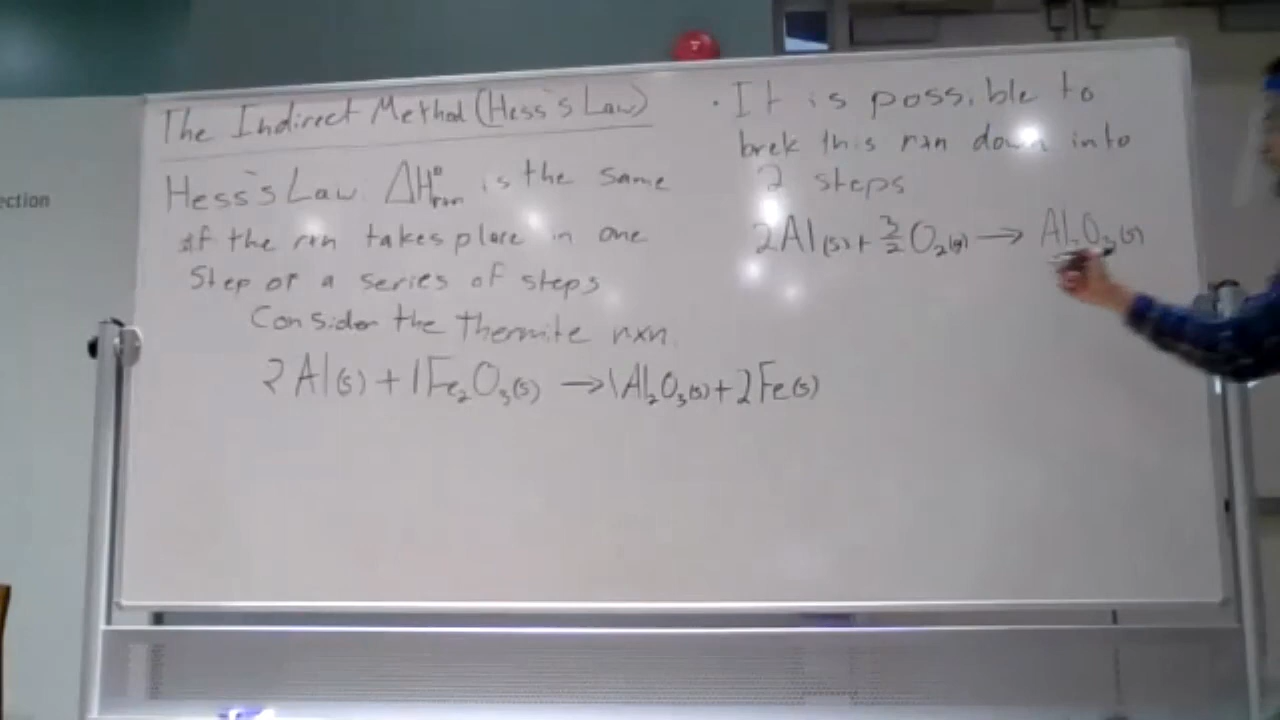 ection
The Indirect Method (Hess's Law)
Hess's Law ΔH°rxn is the same
if the rxn takes place in one
Step or a series of steps
Consider the Thermite rxn.
2Al(s) + 1Fe₂O₃(s) → 1Al₂O₃(s) + 2Fe(s)
· It is possible to
brek this rxn down into
2 steps
2Al(s) + 3/2 O₂(g) → Al₂O₃(s)